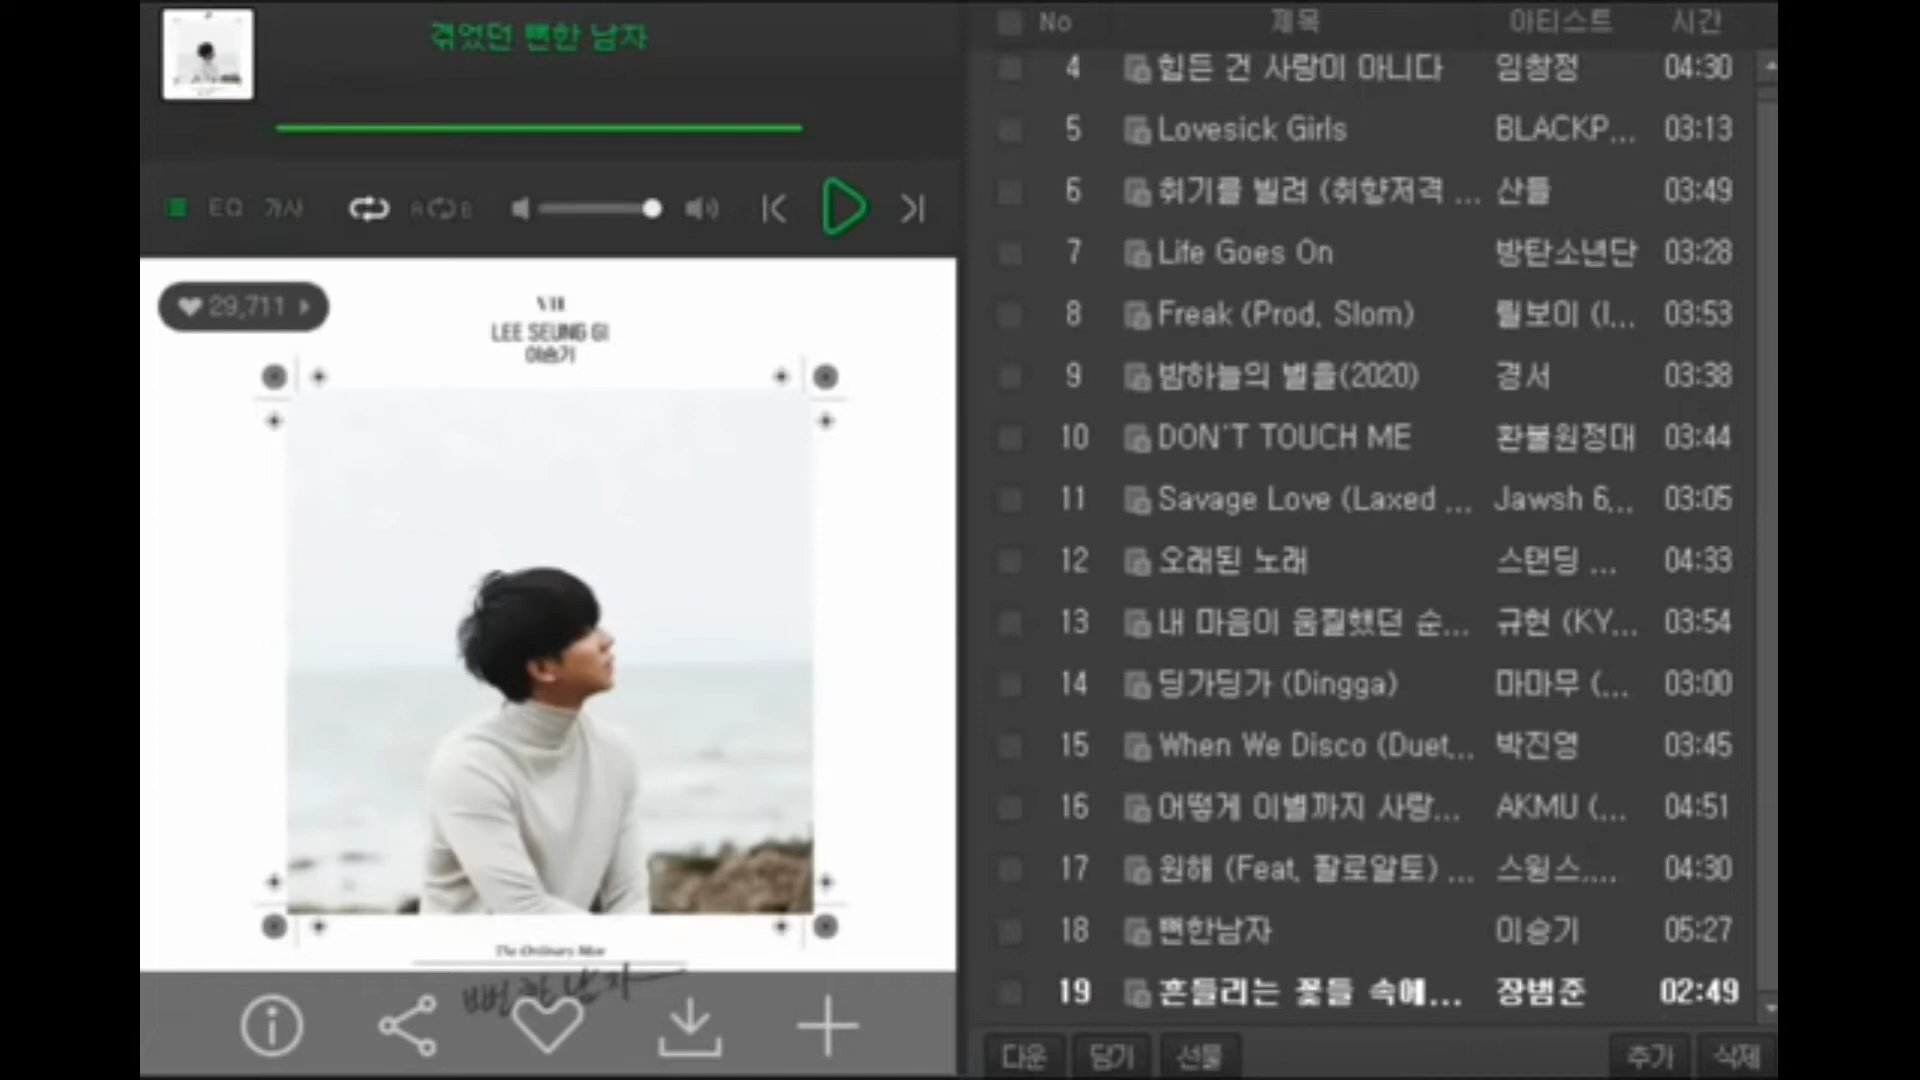 겪었던 뻔한 남자
EQ 가사 A B
29,711
VII
LEE SEUNG GI
이승기
The Ordinary Man
뻔한 남자
No 제목 아티스트 시간
4 힘든 건 사랑이 아니다 임창정 04:30
5 Lovesick Girls BLACKP... 03:13
6 취기를 빌려 (취향저격 ... 산들 03:49
7 Life Goes On 방탄소년단 03:28
8 Freak (Prod. Slom) 릴보이 (l... 03:53
9 밤하늘의 별을(2020) 경서 03:38
10 DON'T TOUCH ME 환불원정대 03:44
11 Savage Love (Laxed ... Jawsh 6... 03:05
12 오래된 노래 스탠딩 ... 04:33
13 내 마음이 움찔했던 순... 규현 (KY... 03:54
14 딩가딩가 (Dingga) 마마무 (... 03:00
15 When We Disco (Duet... 박진영 03:45
16 어떻게 이별까지 사랑... AKMU (... 04:51
17 원해 (Feat. 팔로알토) ... 스윙스.... 04:30
18 뻔한남자 이승기 05:27
19 흔들리는 꽃들 속에... 장범준 02:49
다운 담기 선물 추가 삭제